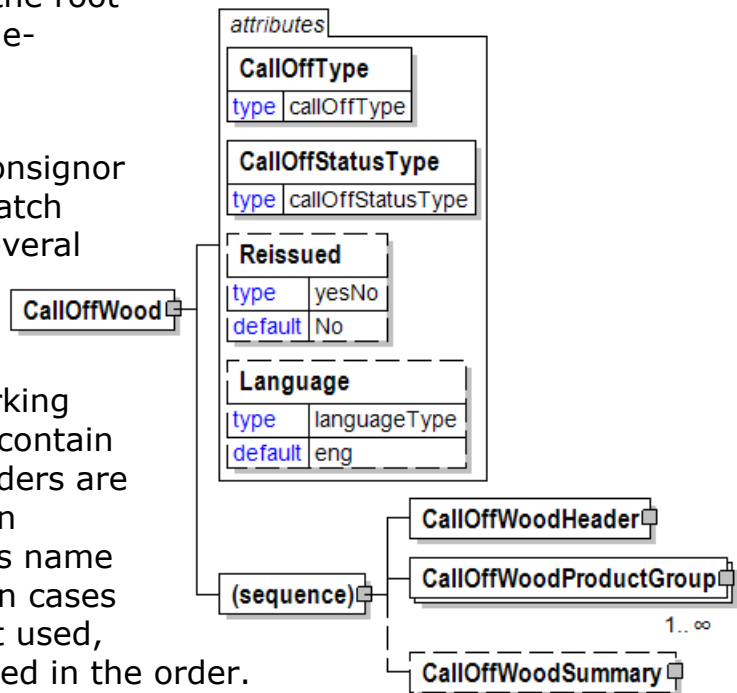 the root
e-
onsignor
atch
veral
rking
contain
ders are
n
s name
n cases
t used,
ed in the order.
attributes
CallOffType
type callOffType
CallOffStatusType
type callOffStatusType
Reissued
type yesNo
default No
Language
type languageType
default eng
CallOffWood
(sequence)
CallOffWoodHeader
CallOffWoodProductGroup
1.. ∞
CallOffWoodSummary